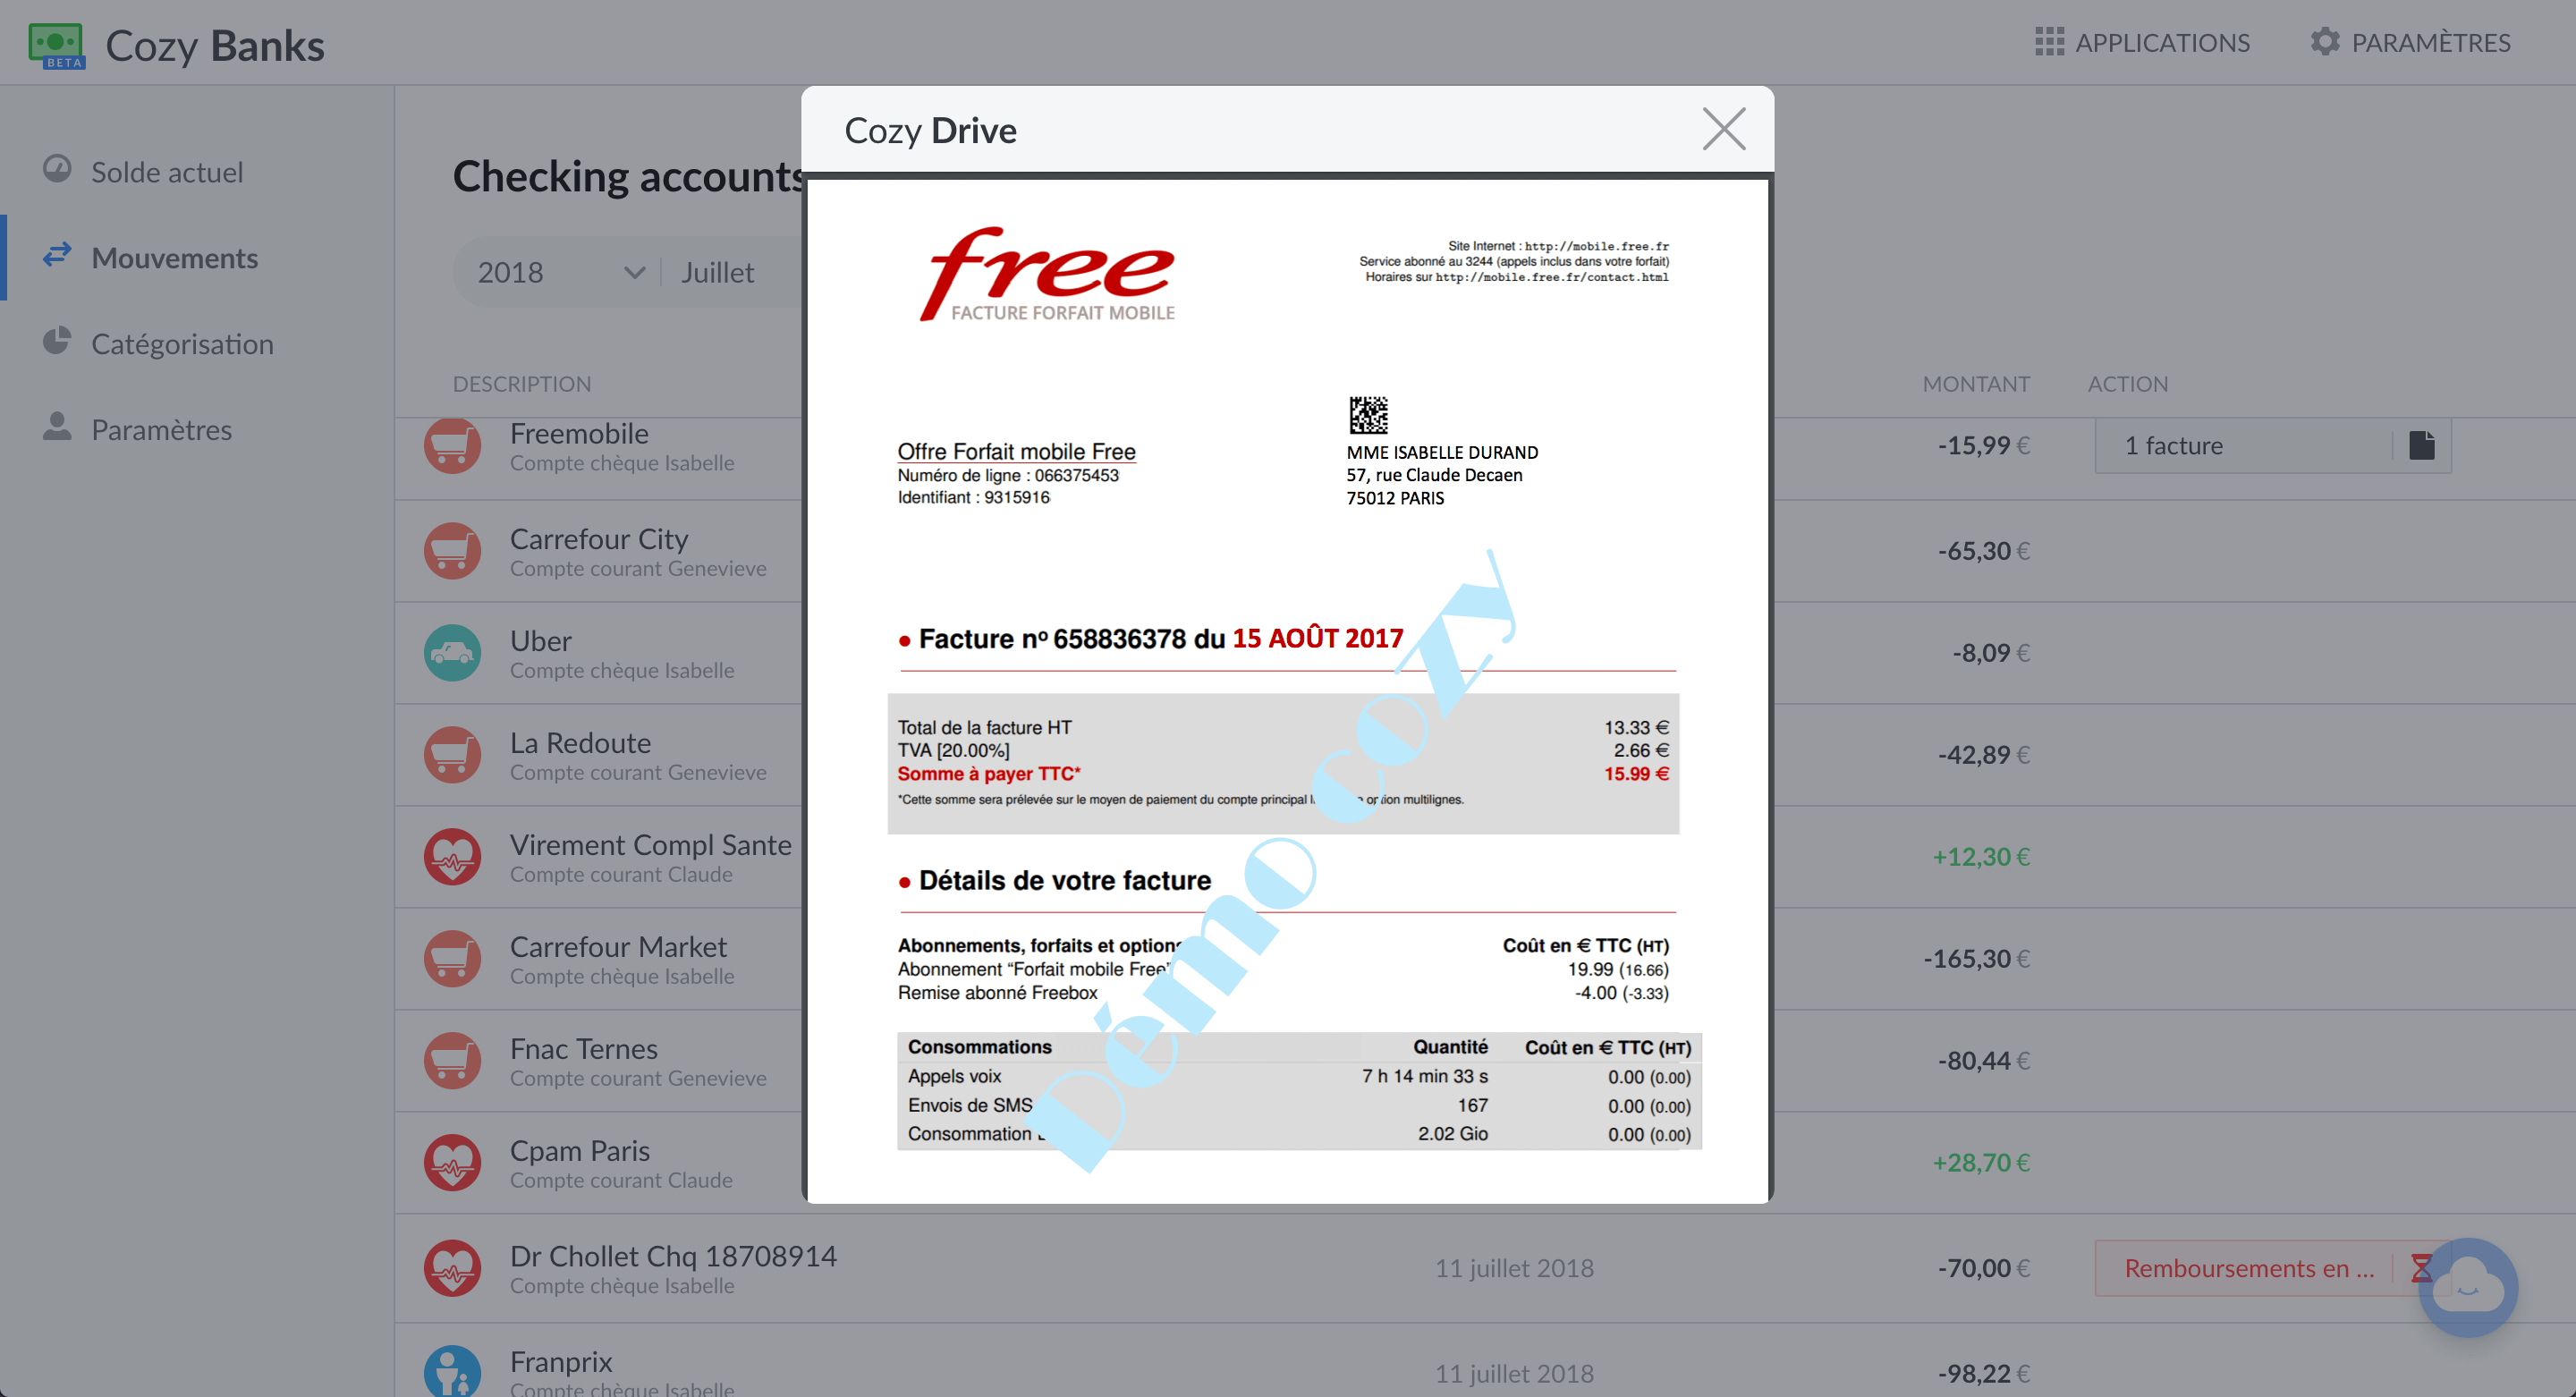 Cozy Banks
BETA
APPLICATIONS
PARAMÈTRES
Solde actuel
Mouvements
Catégorisation
Paramètres
Checking accounts
2018
Juillet
DESCRIPTION
MONTANT
ACTION
Freemobile
Compte chèque Isabelle
-15,99 €
1 facture
Carrefour City
Compte courant Genevieve
-65,30 €
Uber
Compte chèque Isabelle
-8,09 €
La Redoute
Compte courant Genevieve
-42,89 €
Virement Compl Sante
Compte courant Claude
+12,30 €
Carrefour Market
Compte chèque Isabelle
-165,30 €
Fnac Ternes
Compte courant Genevieve
-80,44 €
Cpam Paris
Compte courant Claude
+28,70 €
Dr Chollet Chq 18708914
Compte chèque Isabelle
11 juillet 2018
-70,00 €
Remboursements en ...
Franprix
Compte chèque Isabelle
11 juillet 2018
-98,22 €
Cozy Drive
free
FACTURE FORFAIT MOBILE
Site Internet : http://mobile.free.fr
Service abonné au 3244 (appels inclus dans votre forfait)
Horaires sur http://mobile.free.fr/contact.html
Offre Forfait mobile Free
Numéro de ligne : 066375453
Identifiant : 9315916
MME ISABELLE DURAND
57, rue Claude Decaen
75012 PARIS
• Facture nº 658836378 du 15 AOÛT 2017
Total de la facture HT 13.33 €
TVA [20.00%] 2.66 €
Somme à payer TTC* 15.99 €
*Cette somme sera prélevée sur le moyen de paiement du compte principal option multilignes.
• Détails de votre facture
Abonnements, forfaits et options Coût en € TTC (HT)
Abonnement “Forfait mobile Free” 19.99 (16.66)
Remise abonné Freebox -4.00 (-3.33)
Consommations Quantité Coût en € TTC (HT)
Appels voix 7 h 14 min 33 s 0.00 (0.00)
Envois de SMS 167 0.00 (0.00)
Consommation 2.02 Gio 0.00 (0.00)
Démo cozy